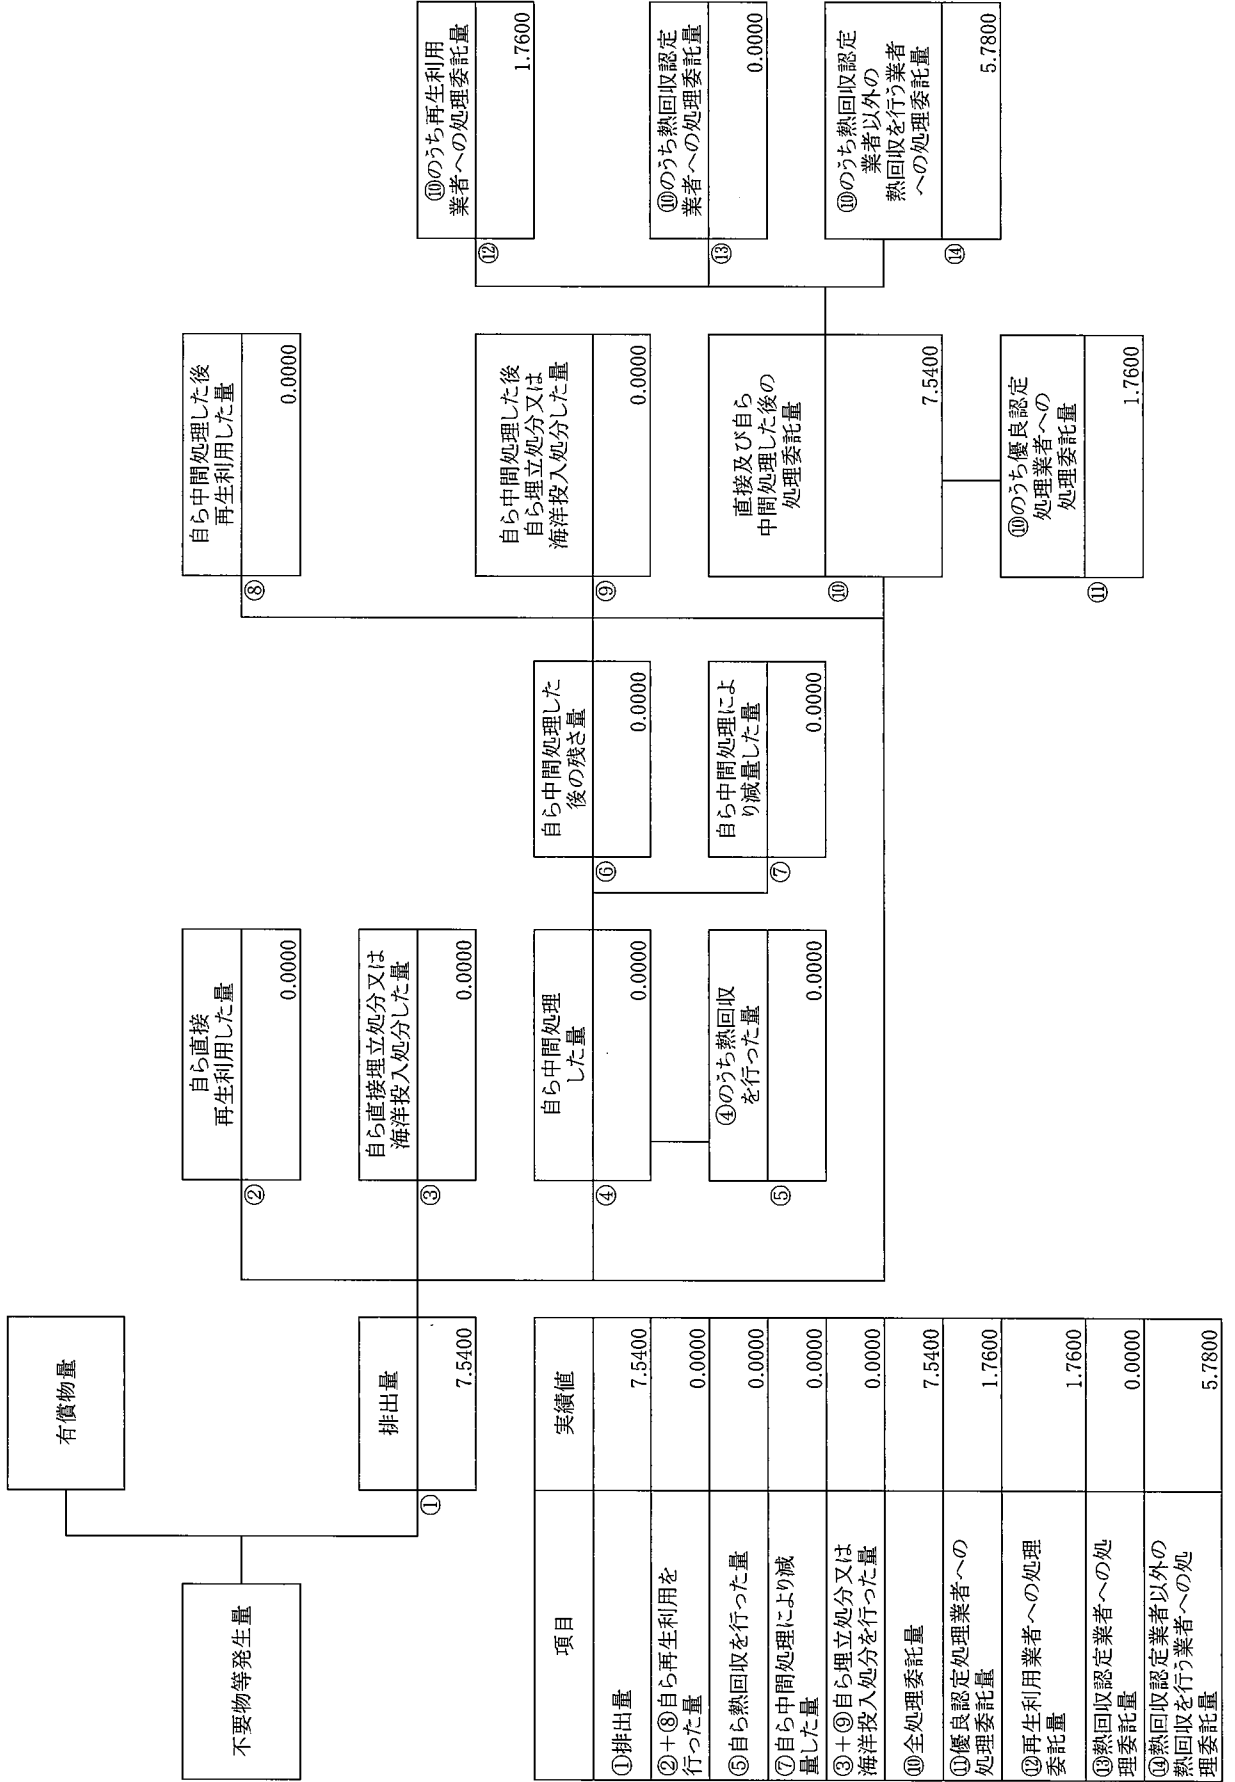 不要物等発生量
有償物量
①
排出量
7.5400
②
自ら直接
再生利用した量
0.0000
③
自ら直接埋立処分又は
海洋投入処分した量
0.0000
④
自ら中間処理
した量
0.0000
⑤
④のうち熱回収
を行った量
0.0000
⑥
自ら中間処理した
後の残さ量
0.0000
⑦
自ら中間処理によ
り減量した量
0.0000
⑧
自ら中間処理した後
再生利用した量
0.0000
⑨
自ら中間処理した後
自ら埋立処分又は
海洋投入処分した量
0.0000
⑩
直接及び自ら
中間処理した後の
処理委託量
7.5400
⑪
⑩のうち優良認定
処理業者への
処理委託量
1.7600
⑫
⑩のうち再生利用
業者への処理委託量
1.7600
⑬
⑩のうち熱回収認定
業者への処理委託量
0.0000
⑭
⑩のうち熱回収認定
業者以外の
熱回収を行う業者
への処理委託量
5.7800
項目 実績値
①排出量 7.5400
②+⑧自ら再生利用を
行った量 0.0000
⑤自ら熱回収を行った量 0.0000
⑦自ら中間処理により減
量した量 0.0000
③+⑨自ら埋立処分又は
海洋投入処分を行った量 0.0000
⑩全処理委託量 7.5400
⑪優良認定処理業者への
処理委託量 1.7600
⑫再生利用業者への処理
委託量 1.7600
⑬熱回収認定業者への処
理委託量 0.0000
⑭熱回収認定業者以外の
熱回収を行う業者への処
理委託量 5.7800